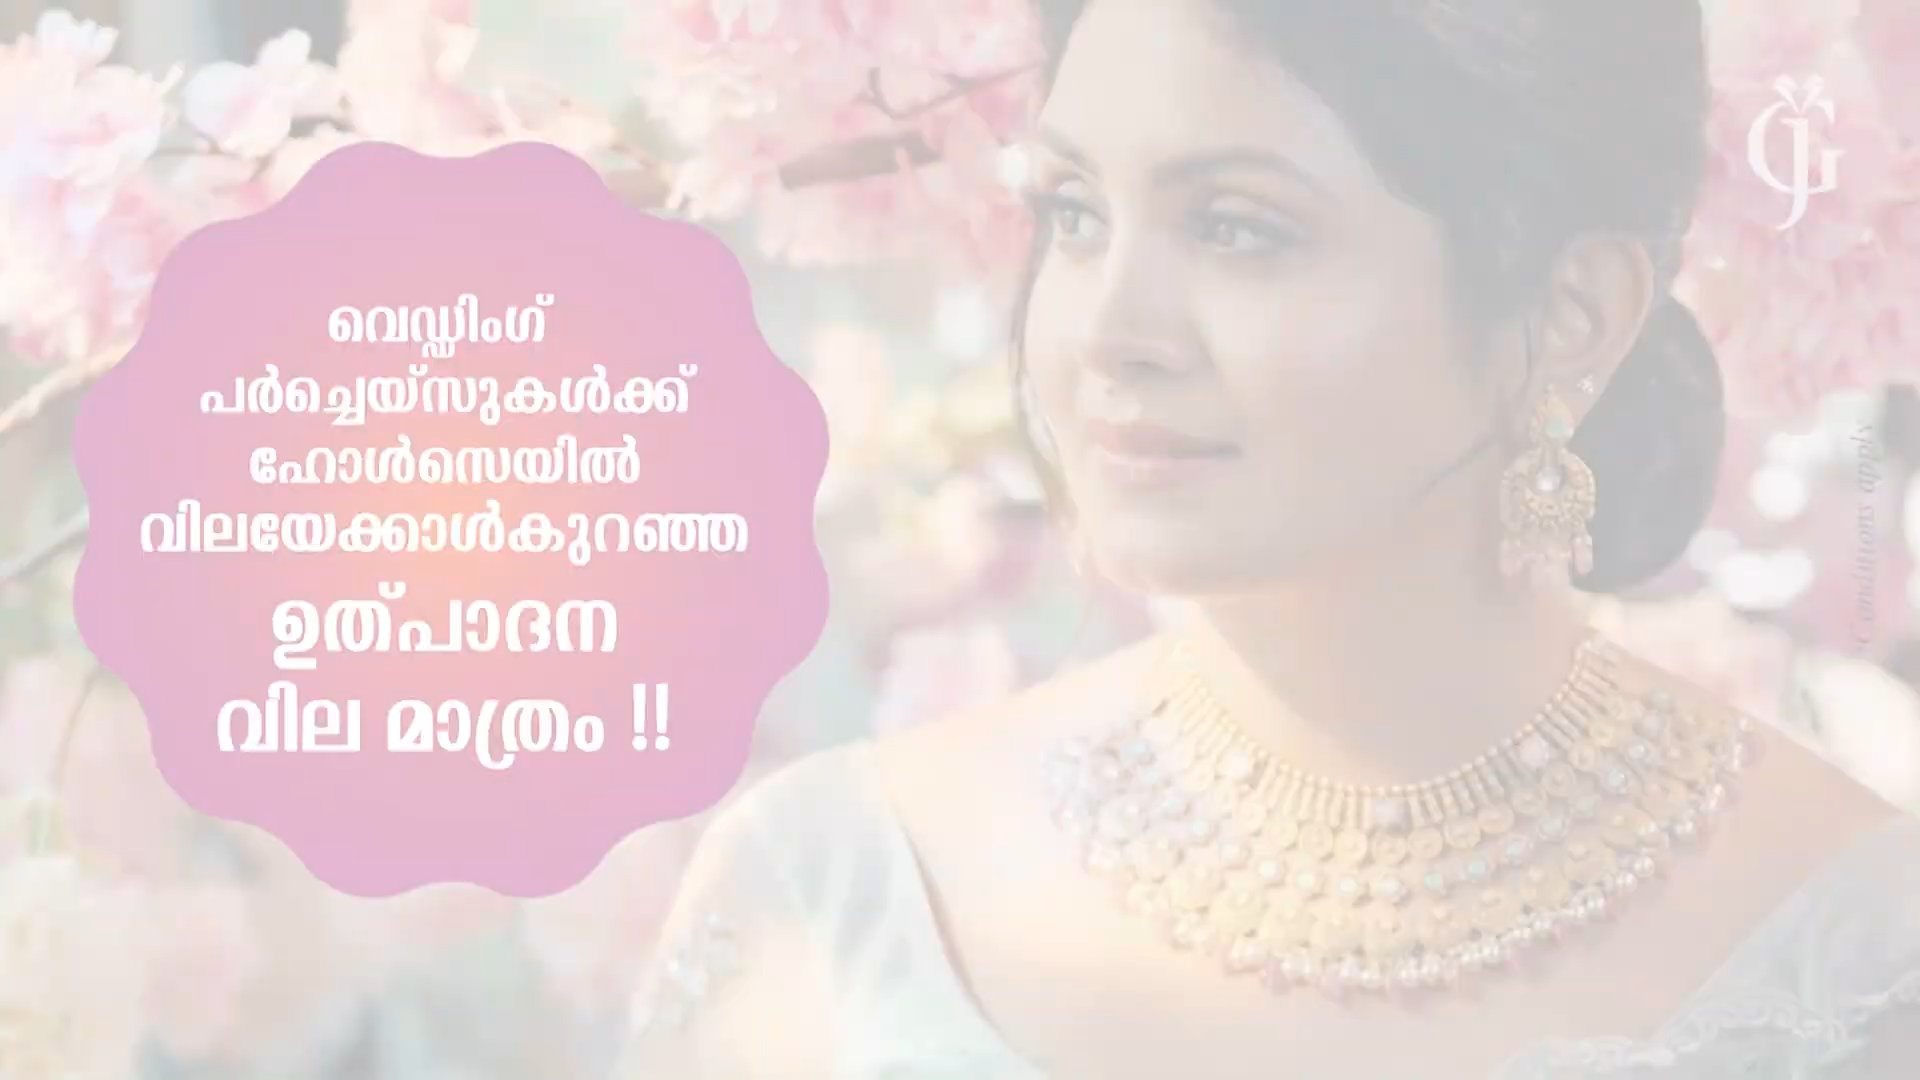 വെഡ്ഡിംഗ്
പർച്ചെയ്സുകൾക്ക്
ഹോൾസെയിൽ
വിലയേക്കാൾകുറഞ്ഞ
ഉത്പാദന
വില മാത്രം !!
Conditions apply